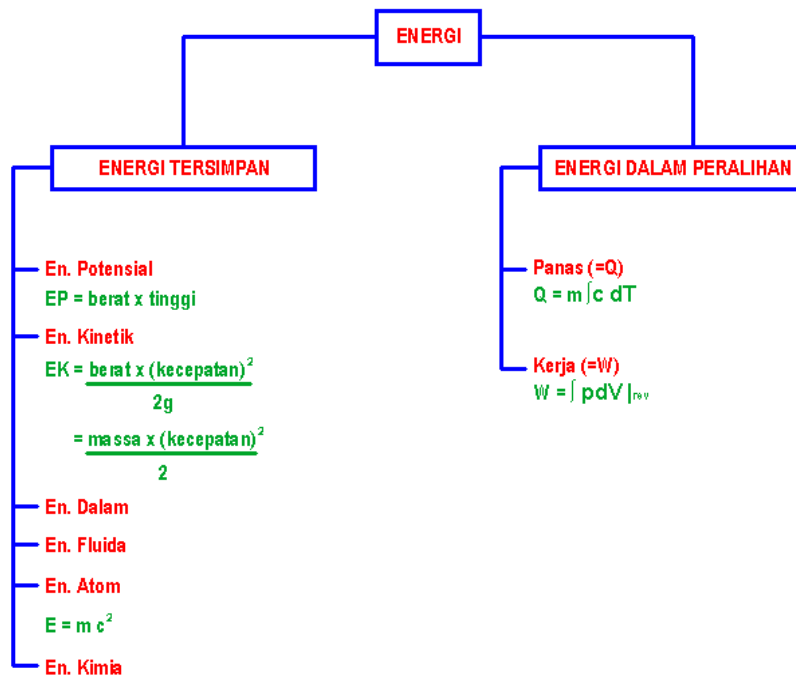 ENERGI
ENERGI TERSIMPAN
En. Potensial
EP = berat x tinggi
En. Kinetik
EK = berat x (kecepatan)²
2g
= massa x (kecepatan)²
2
En. Dalam
En. Fluida
En. Atom
E = m c²
En. Kimia
ENERGI DALAM PERALIHAN
Panas (=Q)
Q = m∫c dT
Kerja (=W)
W = ∫ pdV|rev